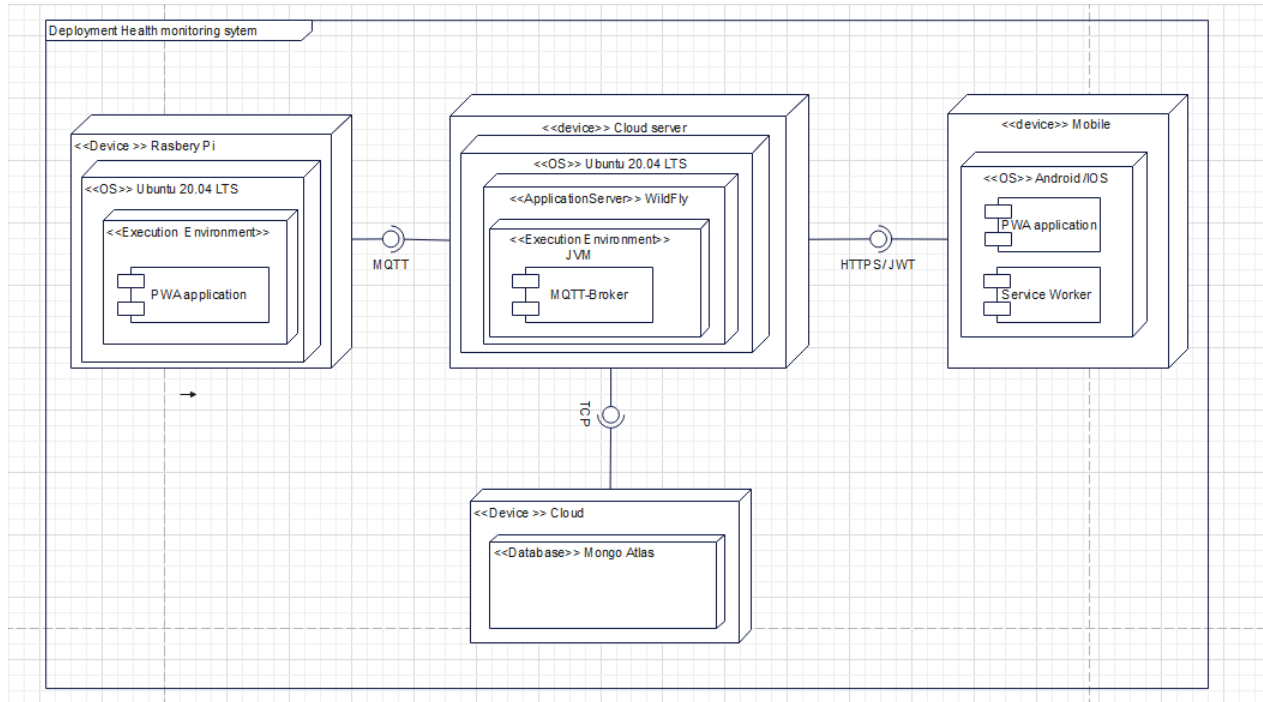 Deployment Health monitoring sytem
<<Device >> Rasbery Pi
<<OS>> Ubuntu 20.04 LTS
<<Execution Environment>>
PWA application
MQTT
<<device>> Cloud server
<<OS>> Ubuntu 20.04 LTS
<<ApplicationServer>> WildFly
<<Execution Environment>>
JVM
MQTT-Broker
HTTPS/JWT
<<device>> Mobile
<<OS>> Android /IOS
PWA application
Service Worker
TCP
<<Device >> Cloud
<<Database>> Mongo Atlas